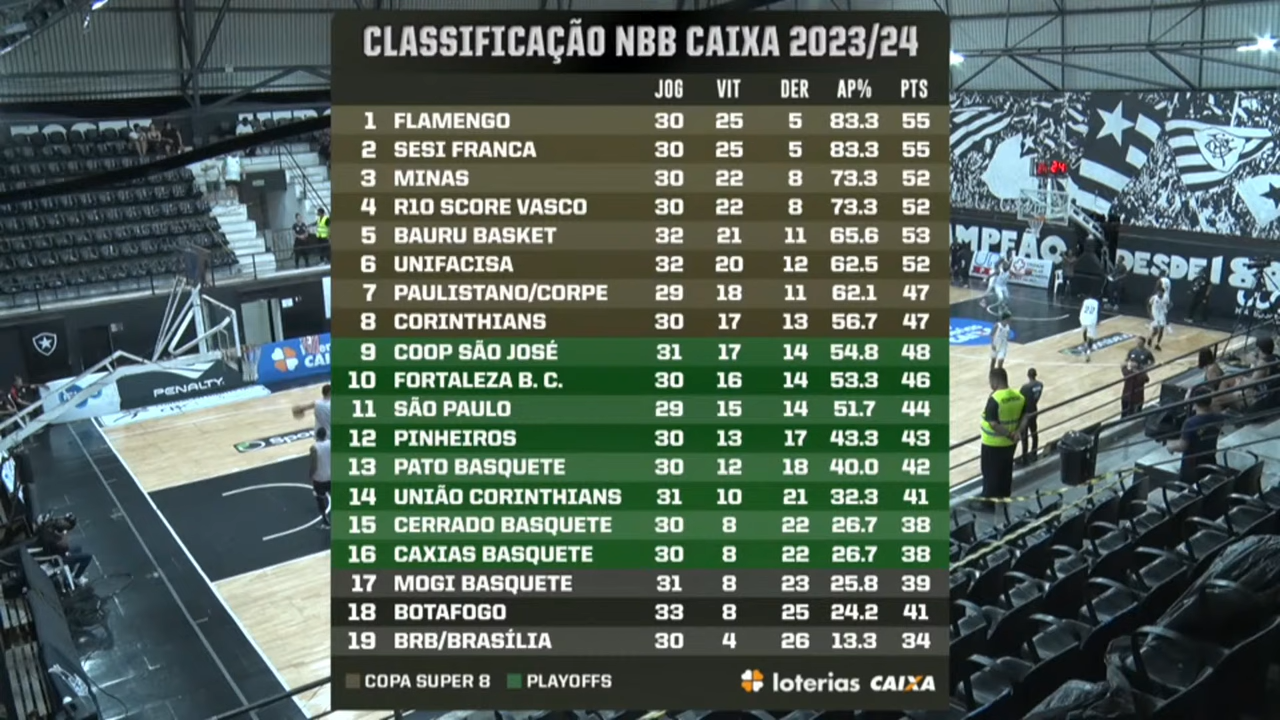 CLASSIFICAÇÃO NBB CAIXA 2023/24
JOG VIT DER AP% PTS
1 FLAMENGO 30 25 5 83.3 55
2 SESI FRANCA 30 25 5 83.3 55
3 MINAS 30 22 8 73.3 52
4 R10 SCORE VASCO 30 22 8 73.3 52
5 BAURU BASKET 32 21 11 65.6 53
6 UNIFACISA 32 20 12 62.5 52
7 PAULISTANO/CORPE 29 18 11 62.1 47
8 CORINTHIANS 30 17 13 56.7 47
9 COOP SÃO JOSÉ 31 17 14 54.8 48
10 FORTALEZA B. C. 30 16 14 53.3 46
11 SÃO PAULO 29 15 14 51.7 44
12 PINHEIROS 30 13 17 43.3 43
13 PATO BASQUETE 30 12 18 40.0 42
14 UNIÃO CORINTHIANS 31 10 21 32.3 41
15 CERRADO BASQUETE 30 8 22 26.7 38
16 CAXIAS BASQUETE 30 8 22 26.7 38
17 MOGI BASQUETE 31 8 23 25.8 39
18 BOTAFOGO 33 8 25 24.2 41
19 BRB/BRASÍLIA 30 4 26 13.3 34
COPA SUPER 8 PLAYOFFS loterias CAIXA
PENALTY
DESDE
22